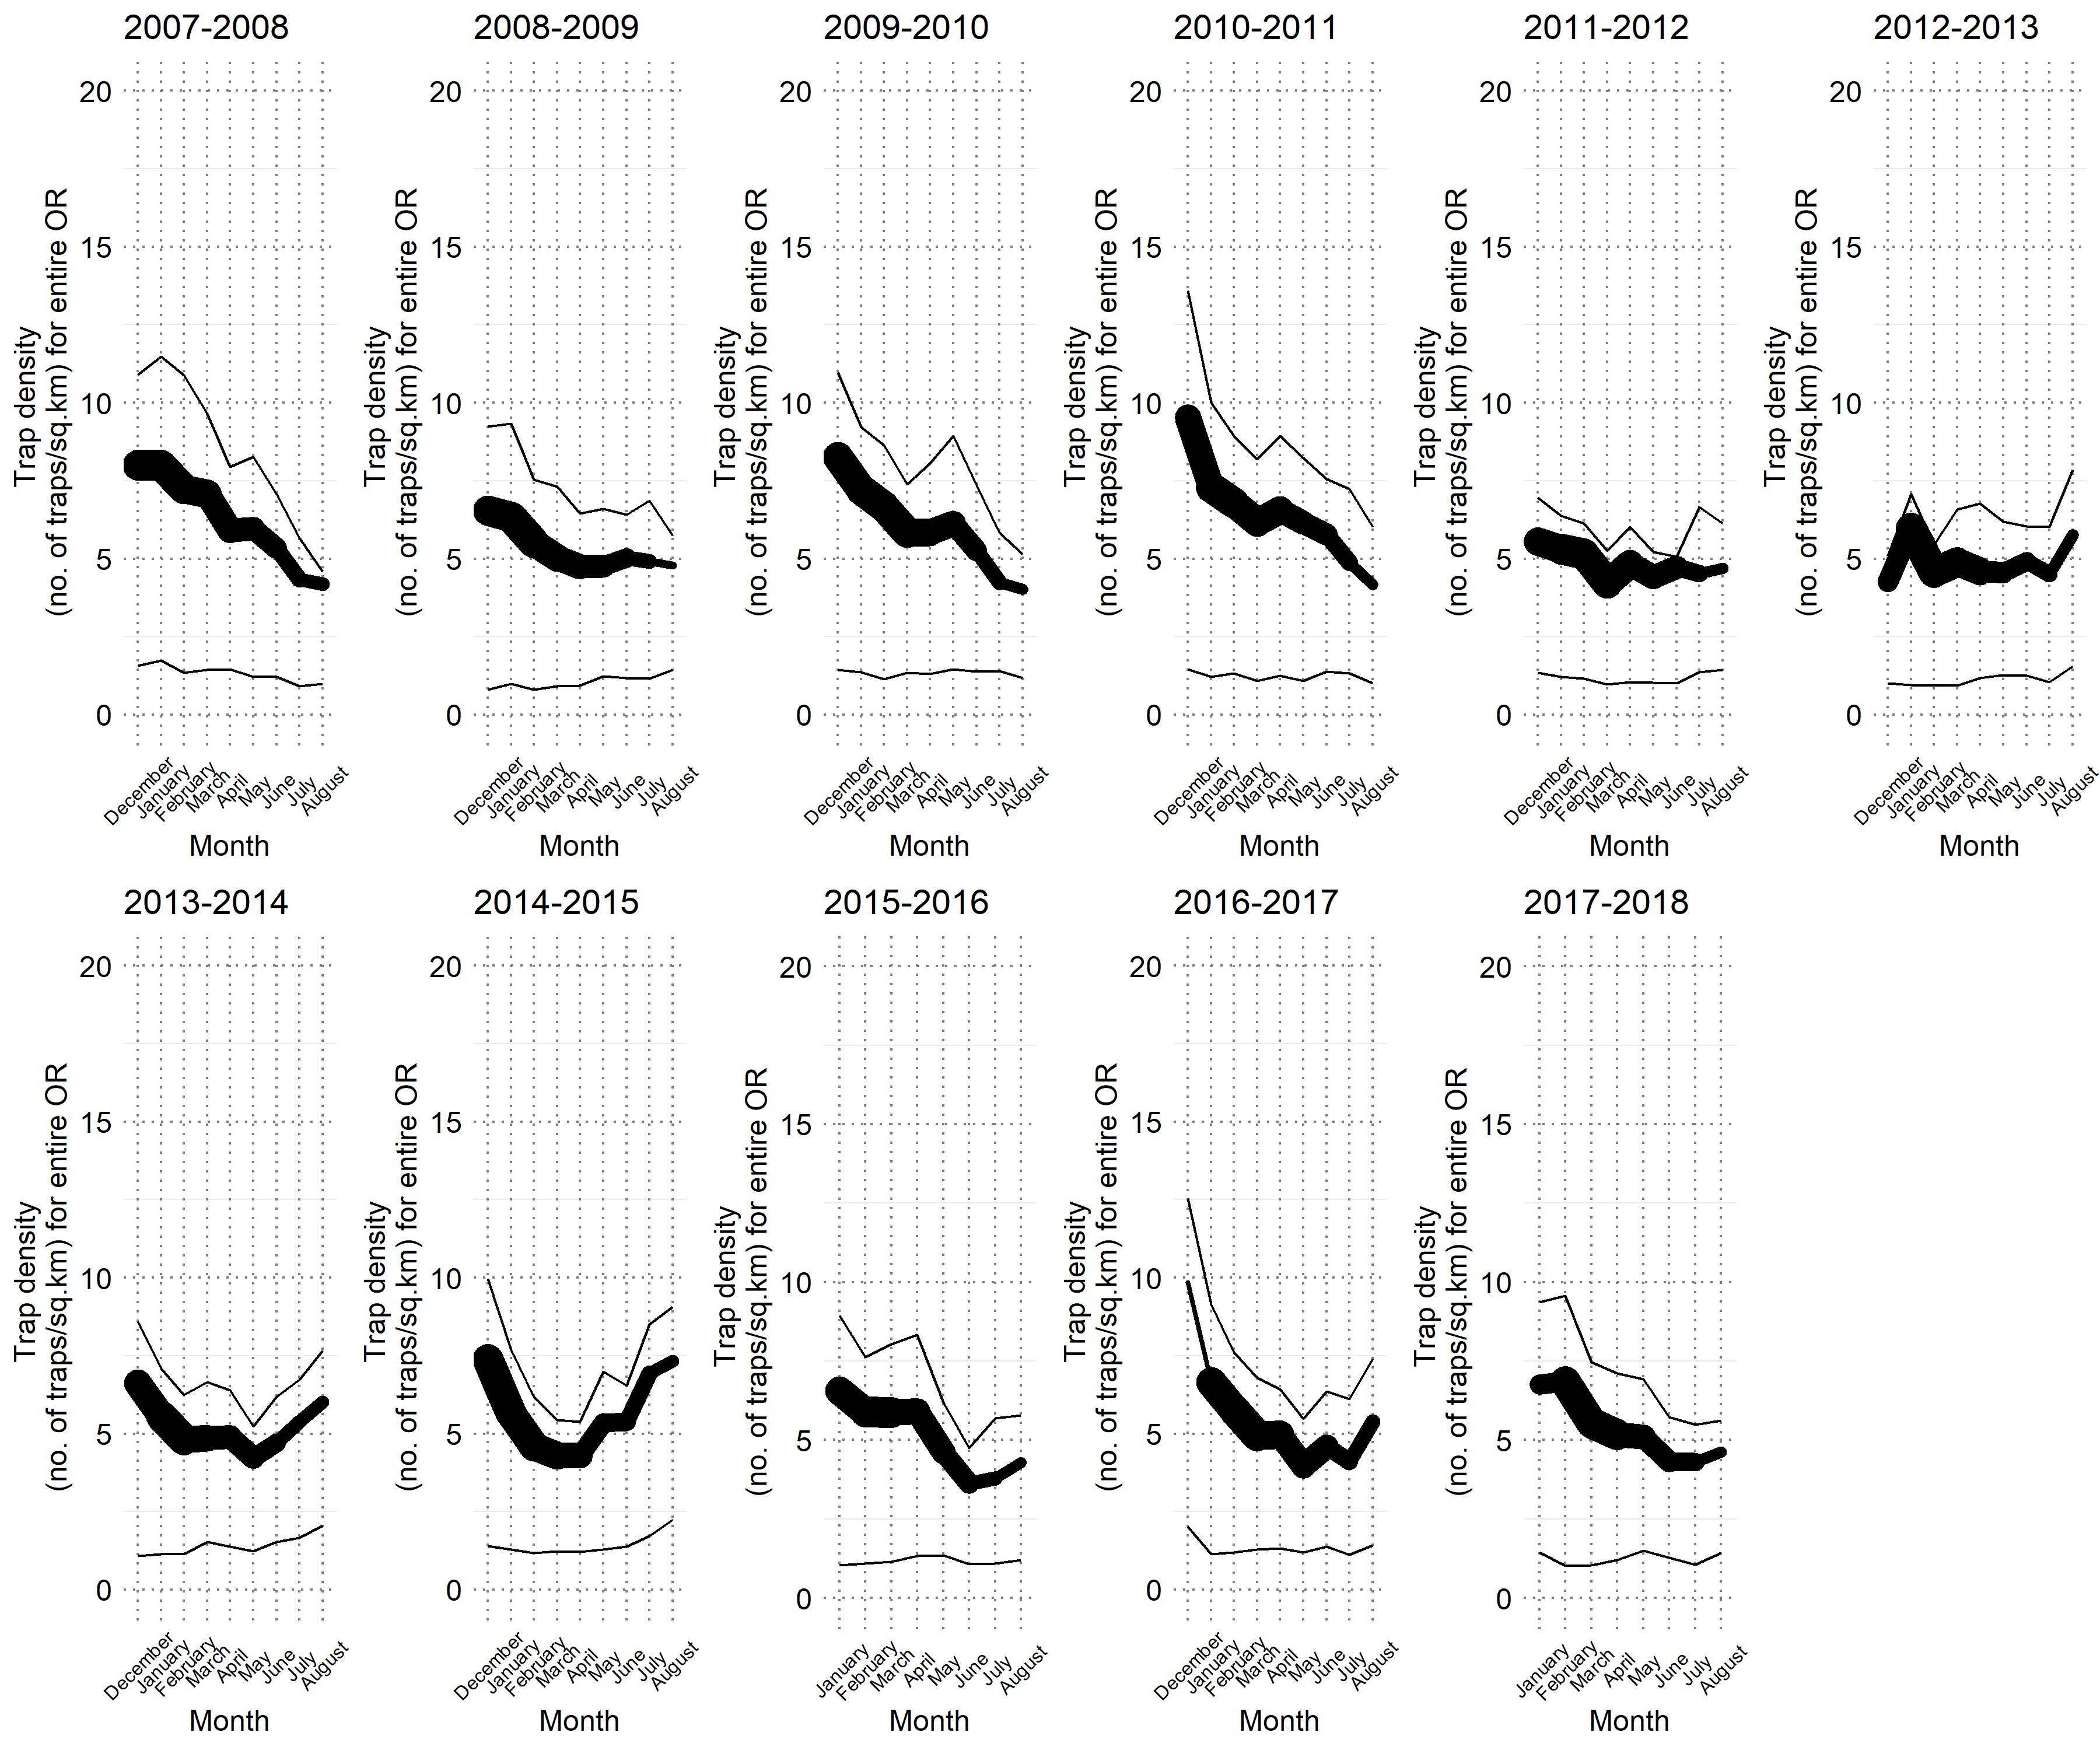 2007-2008
Trap density
(no. of traps/sq.km) for entire OR
20
15
10
5
0
December
January
February
March
April
May
June
July
August
Month
2008-2009
Trap density
(no. of traps/sq.km) for entire OR
20
15
10
5
0
December
January
February
March
April
May
June
July
August
Month
2009-2010
Trap density
(no. of traps/sq.km) for entire OR
20
15
10
5
0
December
January
February
March
April
May
June
July
August
Month
2010-2011
Trap density
(no. of traps/sq.km) for entire OR
20
15
10
5
0
December
January
February
March
April
May
June
July
August
Month
2011-2012
Trap density
(no. of traps/sq.km) for entire OR
20
15
10
5
0
December
January
February
March
April
May
June
July
August
Month
2012-2013
Trap density
(no. of traps/sq.km) for entire OR
20
15
10
5
0
December
January
February
March
April
May
June
July
August
Month
2013-2014
Trap density
(no. of traps/sq.km) for entire OR
20
15
10
5
0
December
January
February
March
April
May
June
July
August
Month
2014-2015
Trap density
(no. of traps/sq.km) for entire OR
20
15
10
5
0
December
January
February
March
April
May
June
July
August
Month
2015-2016
Trap density
(no. of traps/sq.km) for entire OR
20
15
10
5
0
January
February
March
April
May
June
July
August
Month
2016-2017
Trap density
(no. of traps/sq.km) for entire OR
20
15
10
5
0
December
January
February
March
April
May
June
July
August
Month
2017-2018
Trap density
(no. of traps/sq.km) for entire OR
20
15
10
5
0
January
February
March
April
May
June
July
August
Month